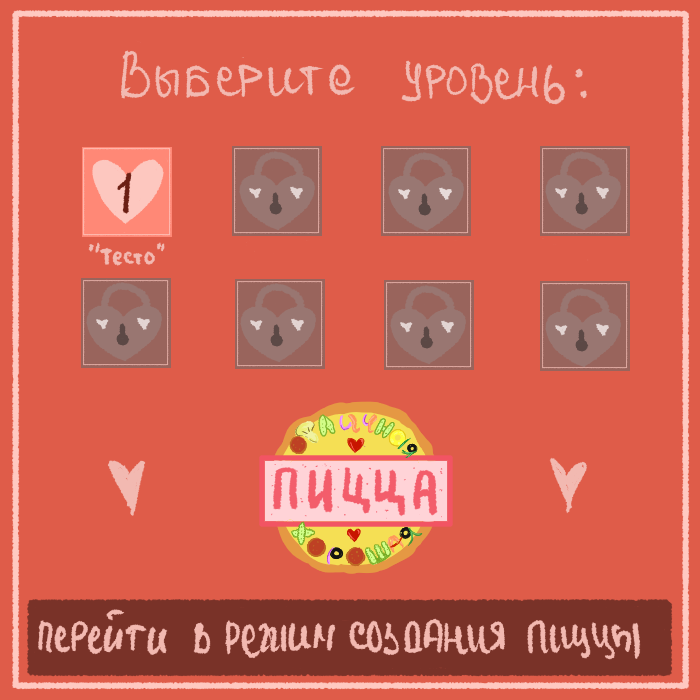 Выберите уровень:
1
"Тесто"
ПИЦЦА
перейти в режим создания пиццы